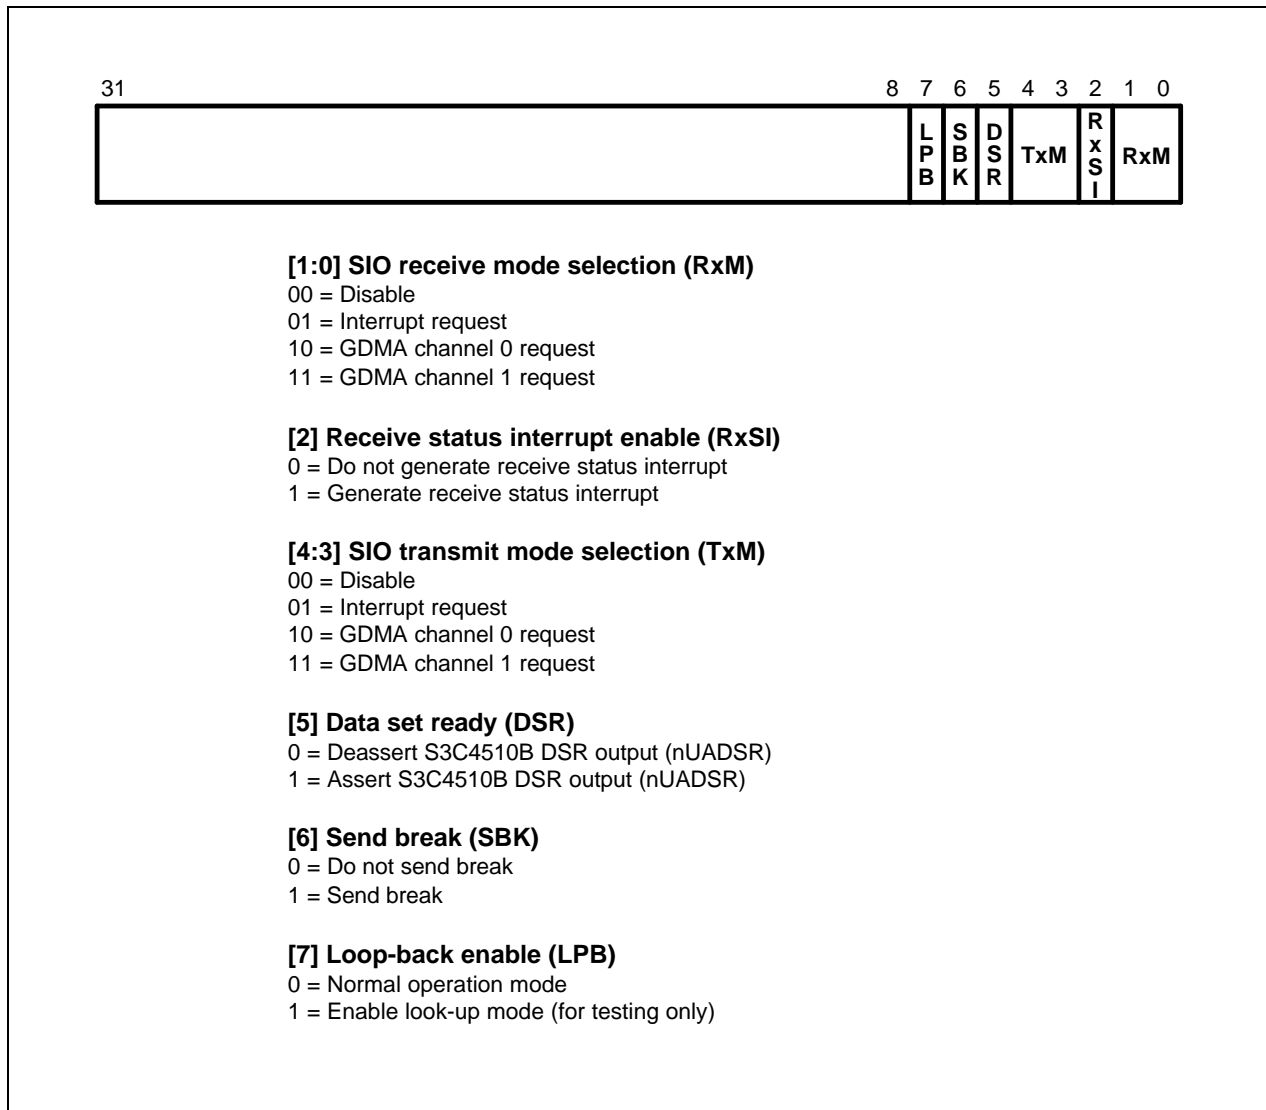 31 8 7 6 5 4 3 2 1 0
LPB SBK DSR TxM RxSI RxM
[1:0] SIO receive mode selection (RxM)
00 = Disable
01 = Interrupt request
10 = GDMA channel 0 request
11 = GDMA channel 1 request
[2] Receive status interrupt enable (RxSI)
0 = Do not generate receive status interrupt
1 = Generate receive status interrupt
[4:3] SIO transmit mode selection (TxM)
00 = Disable
01 = Interrupt request
10 = GDMA channel 0 request
11 = GDMA channel 1 request
[5] Data set ready (DSR)
0 = Deassert S3C4510B DSR output (nUADSR)
1 = Assert S3C4510B DSR output (nUADSR)
[6] Send break (SBK)
0 = Do not send break
1 = Send break
[7] Loop-back enable (LPB)
0 = Normal operation mode
1 = Enable look-up mode (for testing only)